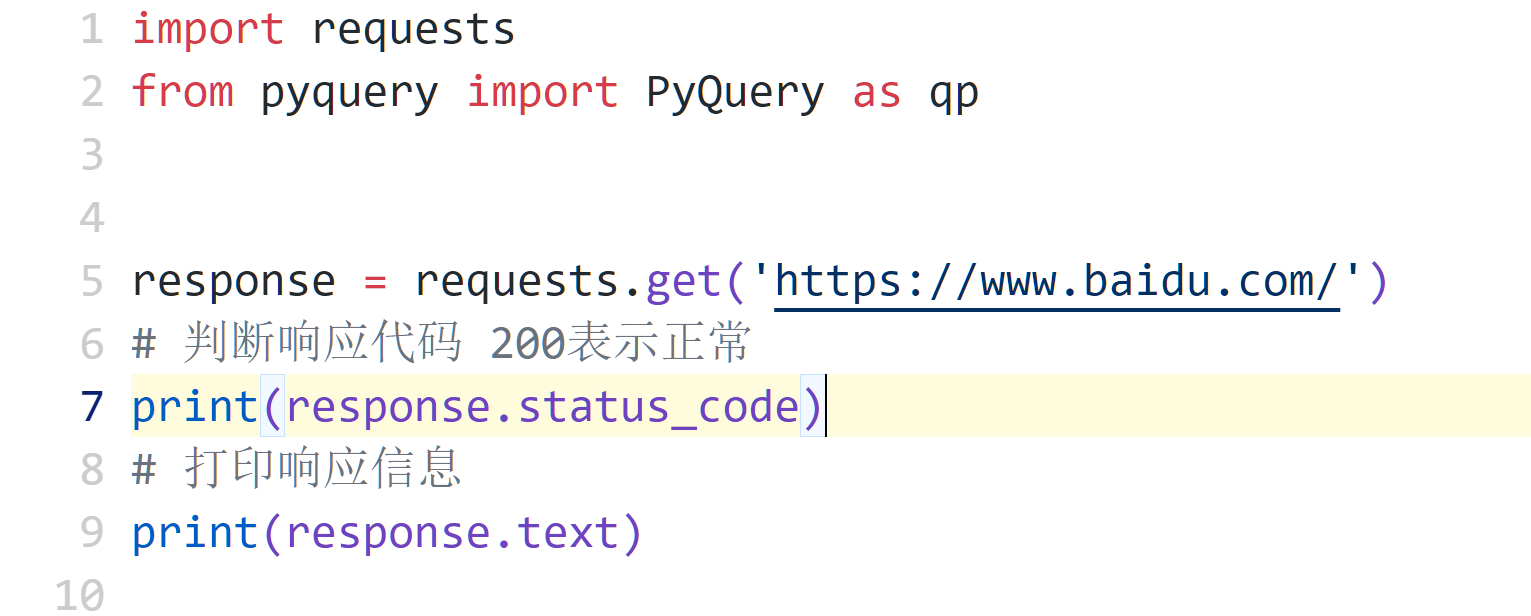 1 import requests
2 from pyquery import PyQuery as qp
3
4
5 response = requests.get('https://www.baidu.com/')
6 # 判断响应代码 200表示正常
7 print(response.status_code)
8 # 打印响应信息
9 print(response.text)
10